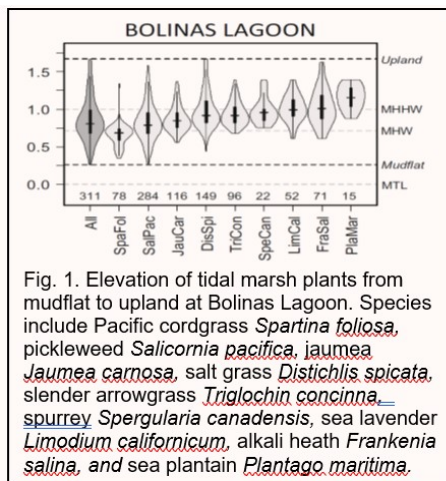 BOLINAS LAGOON
Upland
1.5
1.0
MHHW
MHW
0.5
Mudflat
0.0
MTL
311 78 284 116 149 96 22 52 71 15
All SpaFol SalPac JauCar DisSpi TriCon SpeCan LimCal FraSal PlaMar
Fig. 1. Elevation of tidal marsh plants from
mudflat to upland at Bolinas Lagoon. Species
include Pacific cordgrass Spartina foliosa,
pickleweed Salicornia pacifica, jaumea
Jaumea carnosa, salt grass Distichlis spicata,
slender arrowgrass Triglochin concinna,
spurrey Spergularia canadensis, sea lavender
Limodium californicum, alkali heath Frankenia
salina, and sea plantain Plantago maritima.